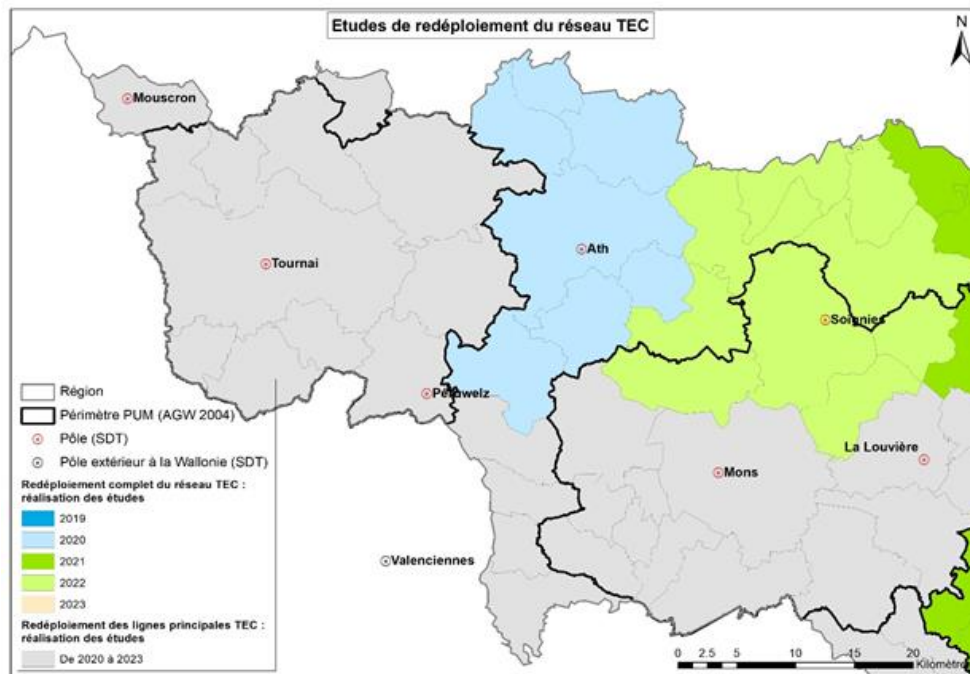 Etudes de redéploiement du réseau TEC
N
Mouscron
Ath
Tournai
Soignies
Péruwelz
La Louvière
Mons
Valenciennes
Région
Périmètre PUM (AGW 2004)
Pôle (SDT)
Pôle extérieur à la Wallonie (SDT)
Redéploiement complet du réseau TEC :
réalisation des études
2019
2020
2021
2022
2023
Redéploiement des lignes principales TEC :
réalisation des études
De 2020 à 2023
0 2.5 5 10 15 20
Kilomètre